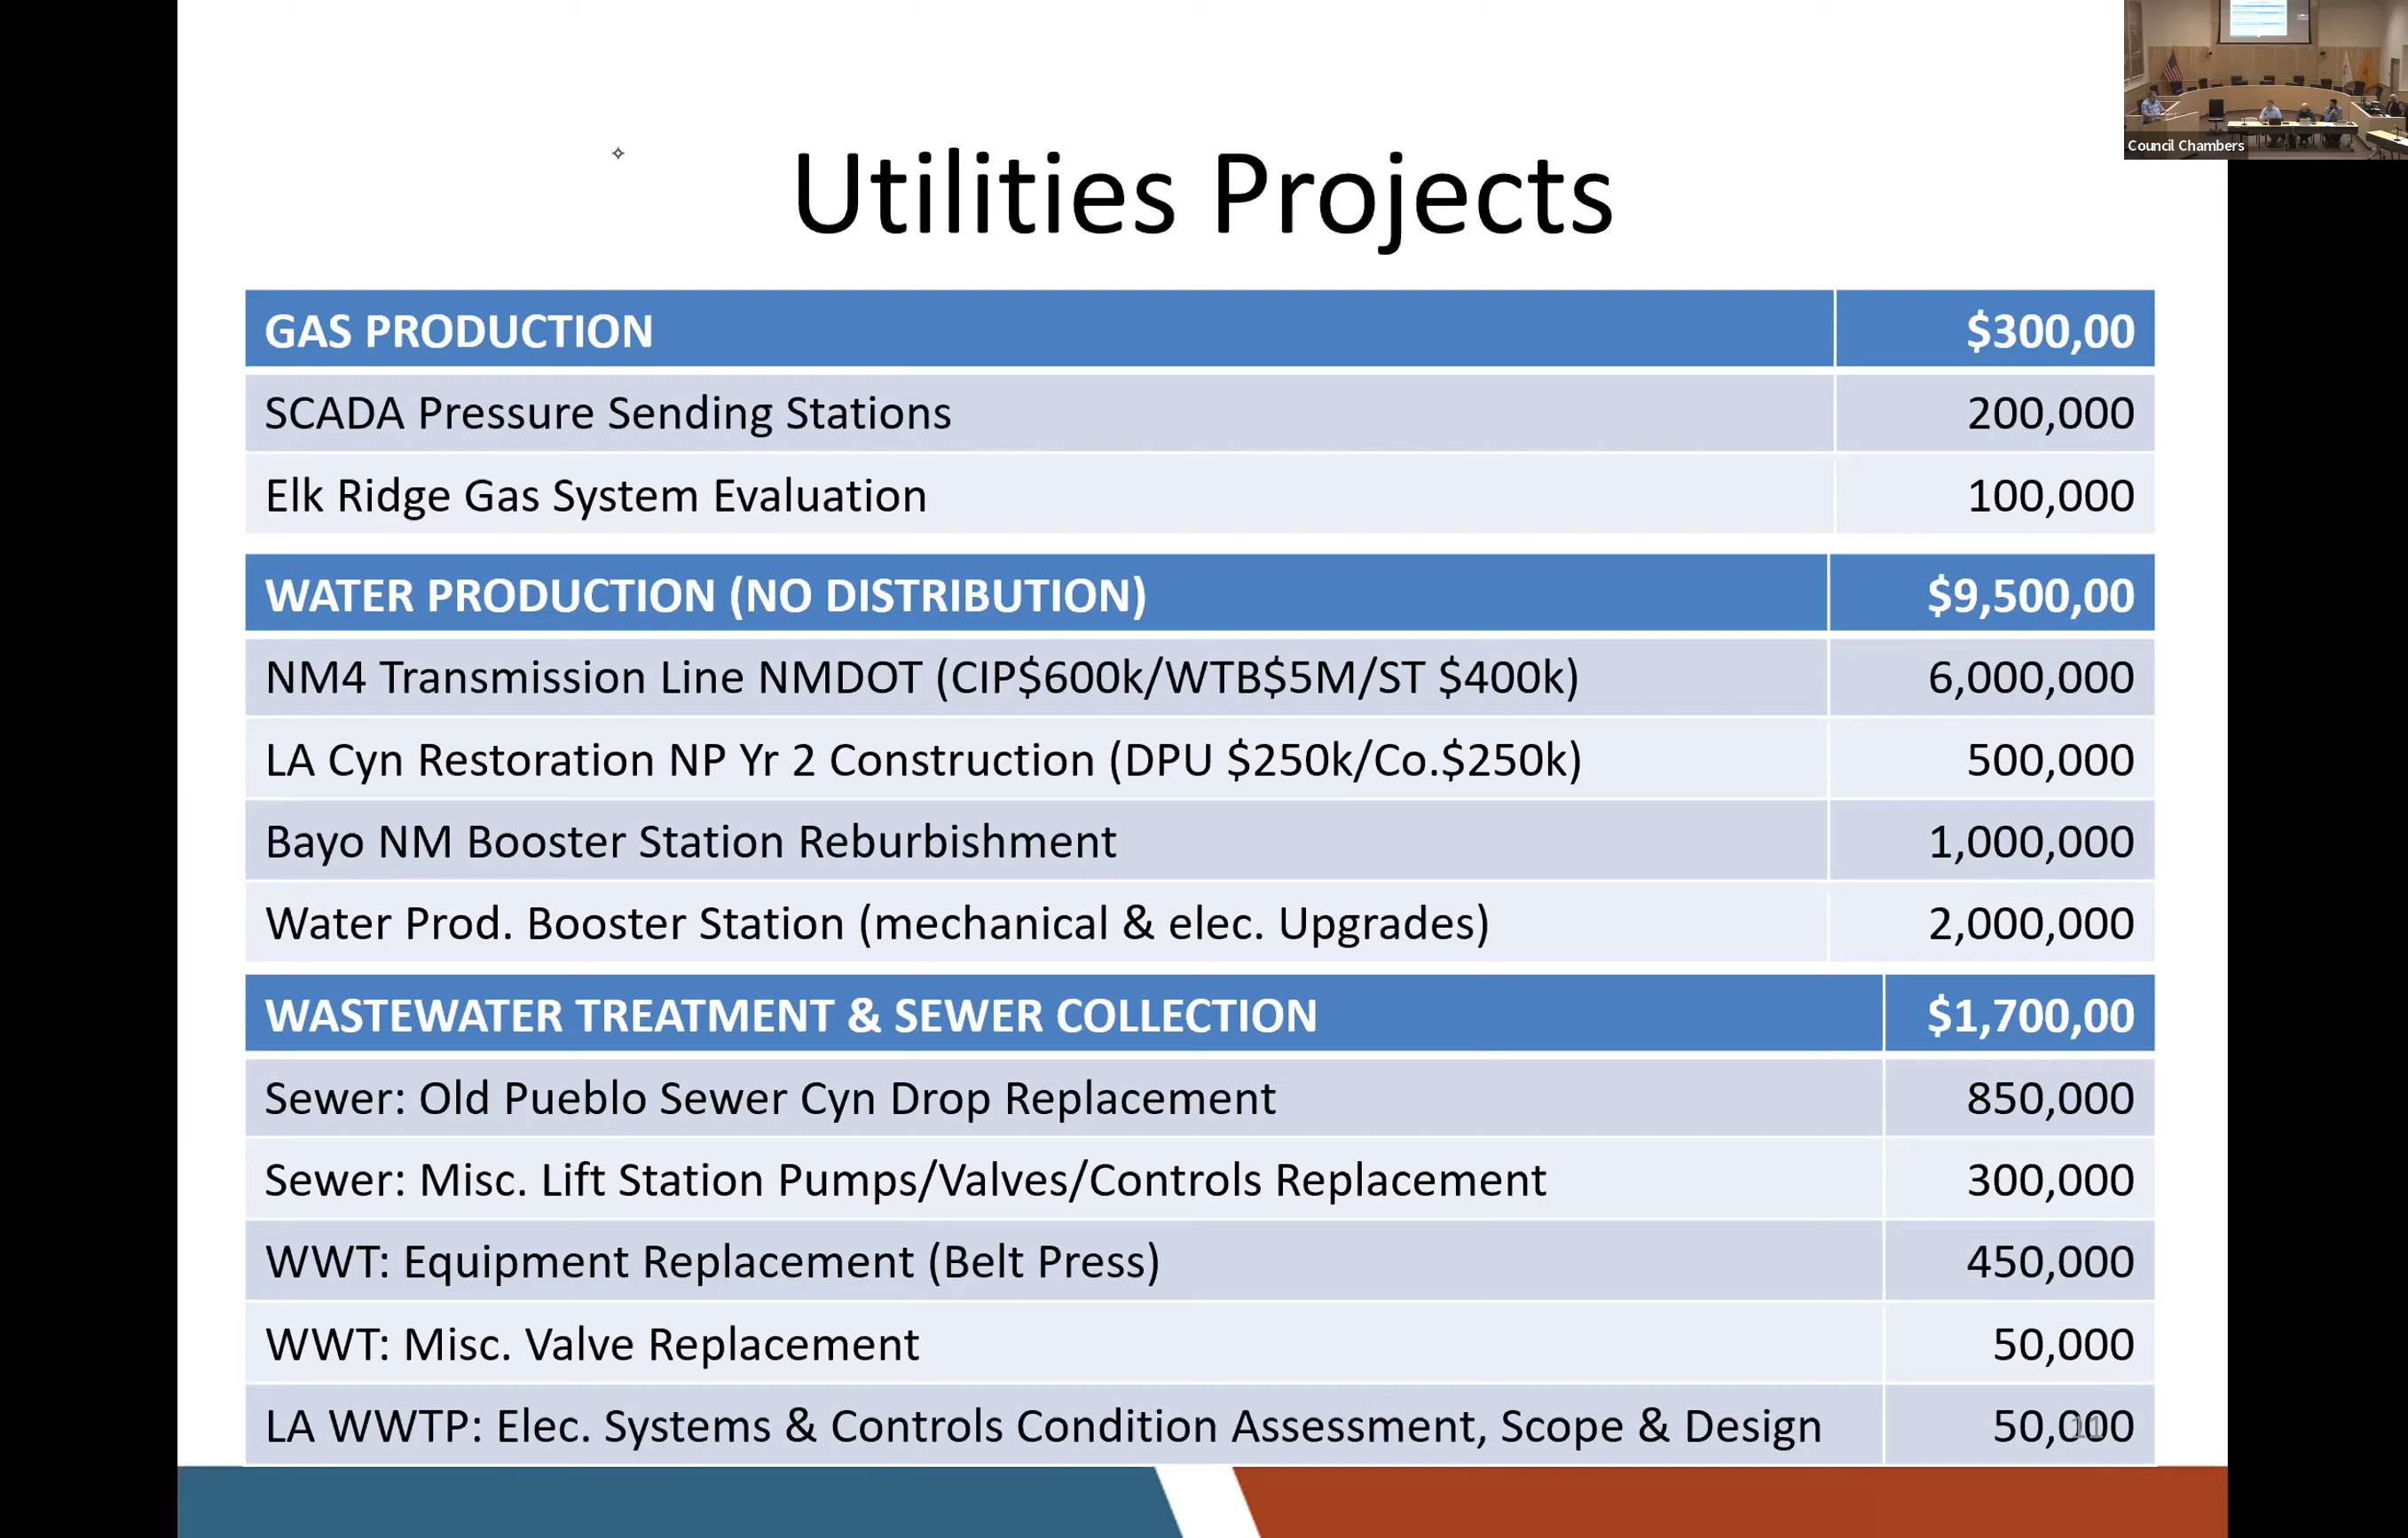 Council Chambers
Utilities Projects
GAS PRODUCTION $300,00
SCADA Pressure Sending Stations 200,000
Elk Ridge Gas System Evaluation 100,000
WATER PRODUCTION (NO DISTRIBUTION) $9,500,00
NM4 Transmission Line NMDOT (CIP$600k/WTB$5M/ST $400k) 6,000,000
LA Cyn Restoration NP Yr 2 Construction (DPU $250k/Co.$250k) 500,000
Bayo NM Booster Station Reburbishment 1,000,000
Water Prod. Booster Station (mechanical & elec. Upgrades) 2,000,000
WASTEWATER TREATMENT & SEWER COLLECTION $1,700,00
Sewer: Old Pueblo Sewer Cyn Drop Replacement 850,000
Sewer: Misc. Lift Station Pumps/Valves/Controls Replacement 300,000
WWT: Equipment Replacement (Belt Press) 450,000
WWT: Misc. Valve Replacement 50,000
LA WWTP: Elec. Systems & Controls Condition Assessment, Scope & Design 50,000
11